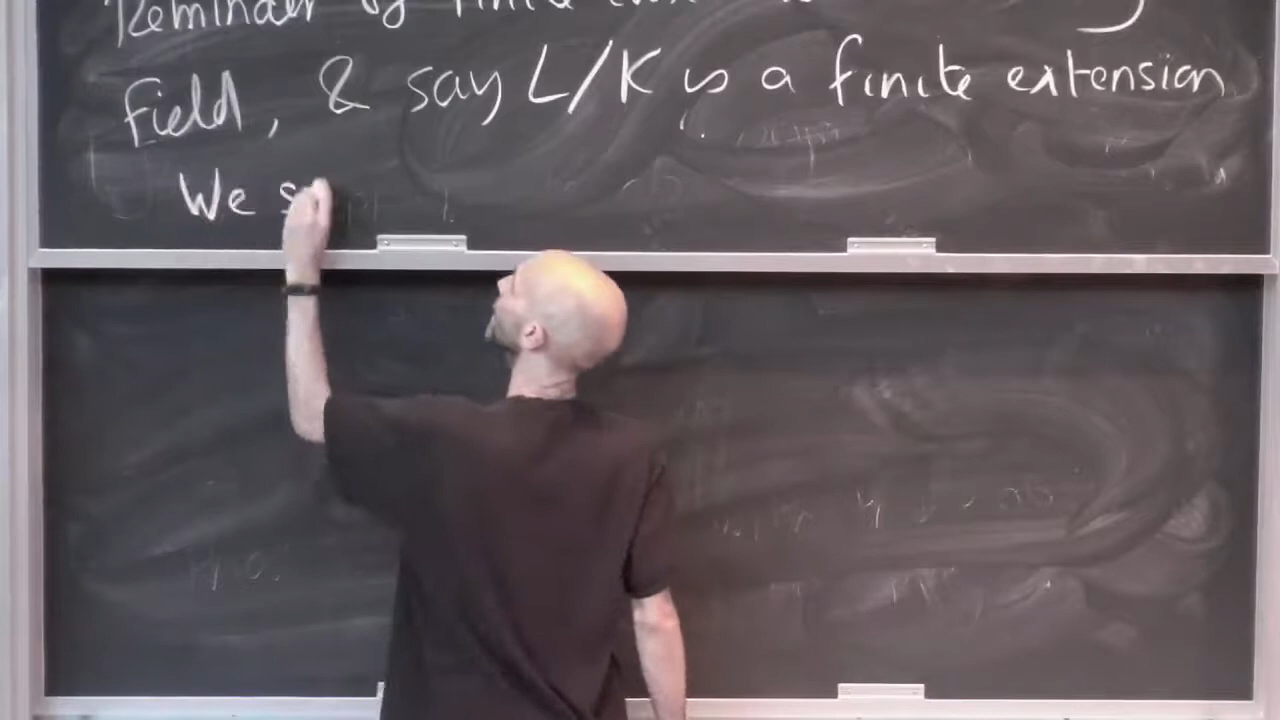 Reminder of finite
Field, & say L/K is a finite extension
We s